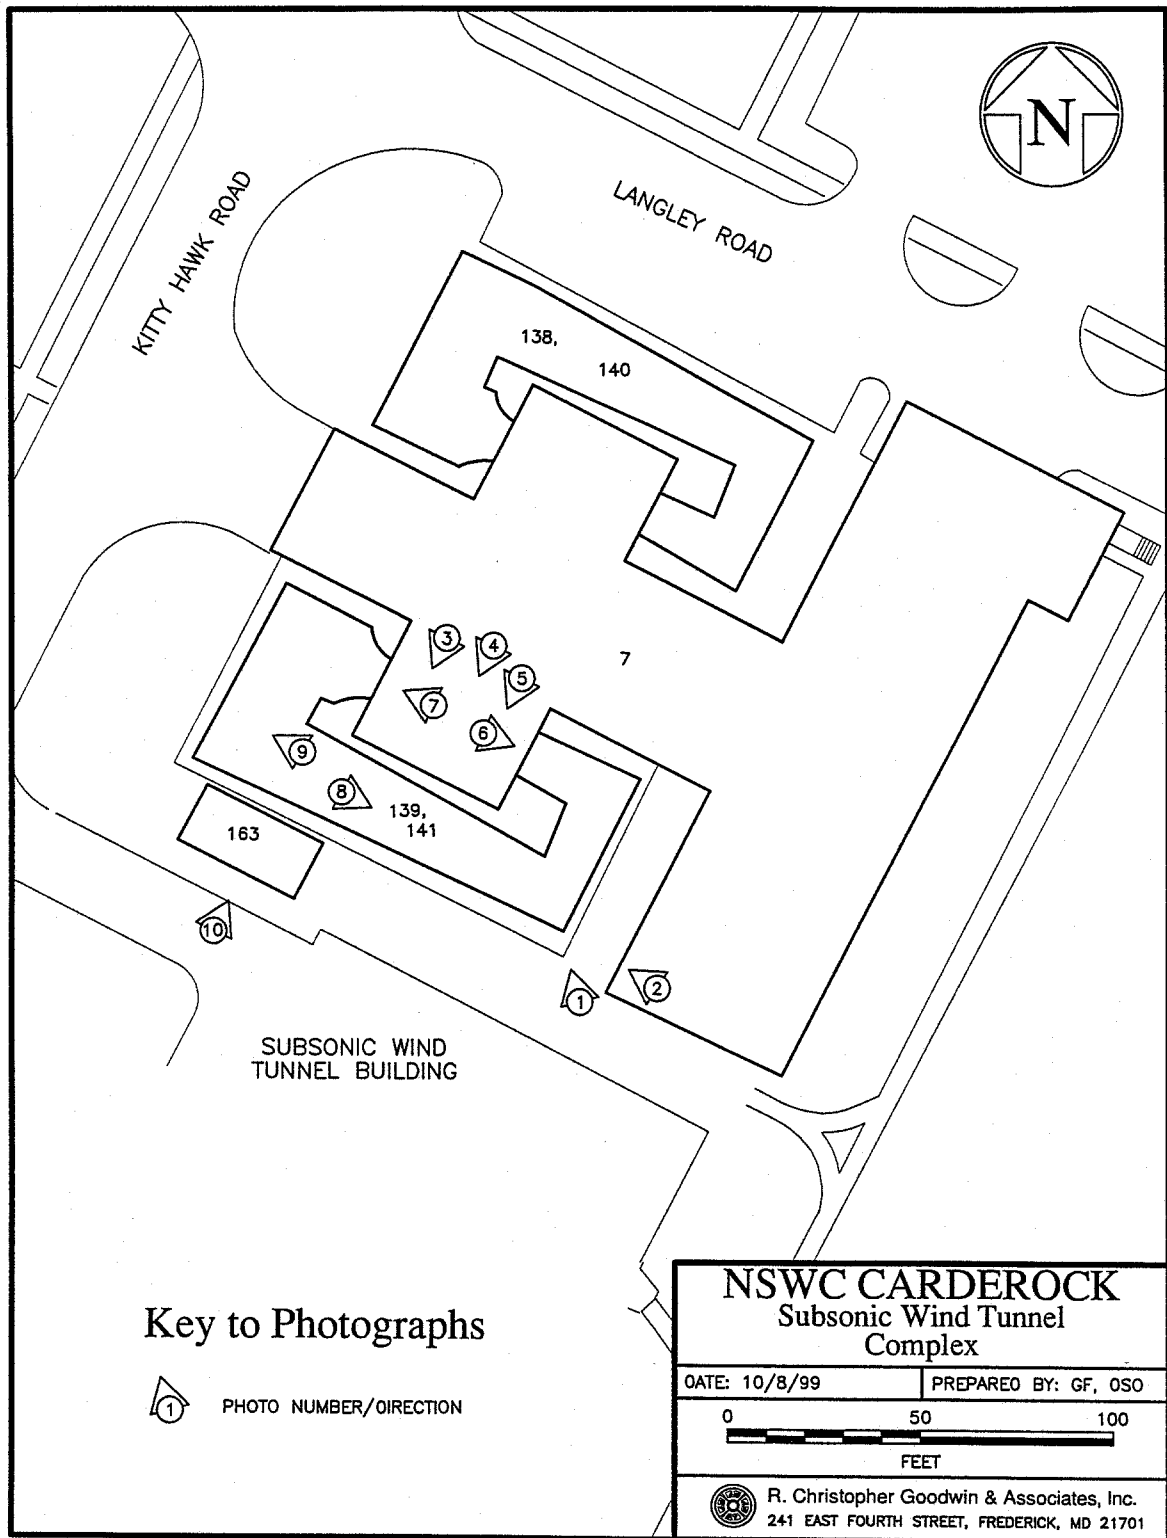 N
LANGLEY ROAD
KITTY HAWK ROAD
138,
140
7
3
4
5
7
6
9
8
139,
141
163
10
1
2
SUBSONIC WIND
TUNNEL BUILDING
Key to Photographs
1
PHOTO NUMBER/DIRECTION
NSWC CARDEROCK
Subsonic Wind Tunnel
Complex
DATE: 10/8/99
PREPARED BY: GF, OSO
0 50 100
FEET
R. Christopher Goodwin & Associates, Inc.
241 EAST FOURTH STREET, FREDERICK, MD 21701